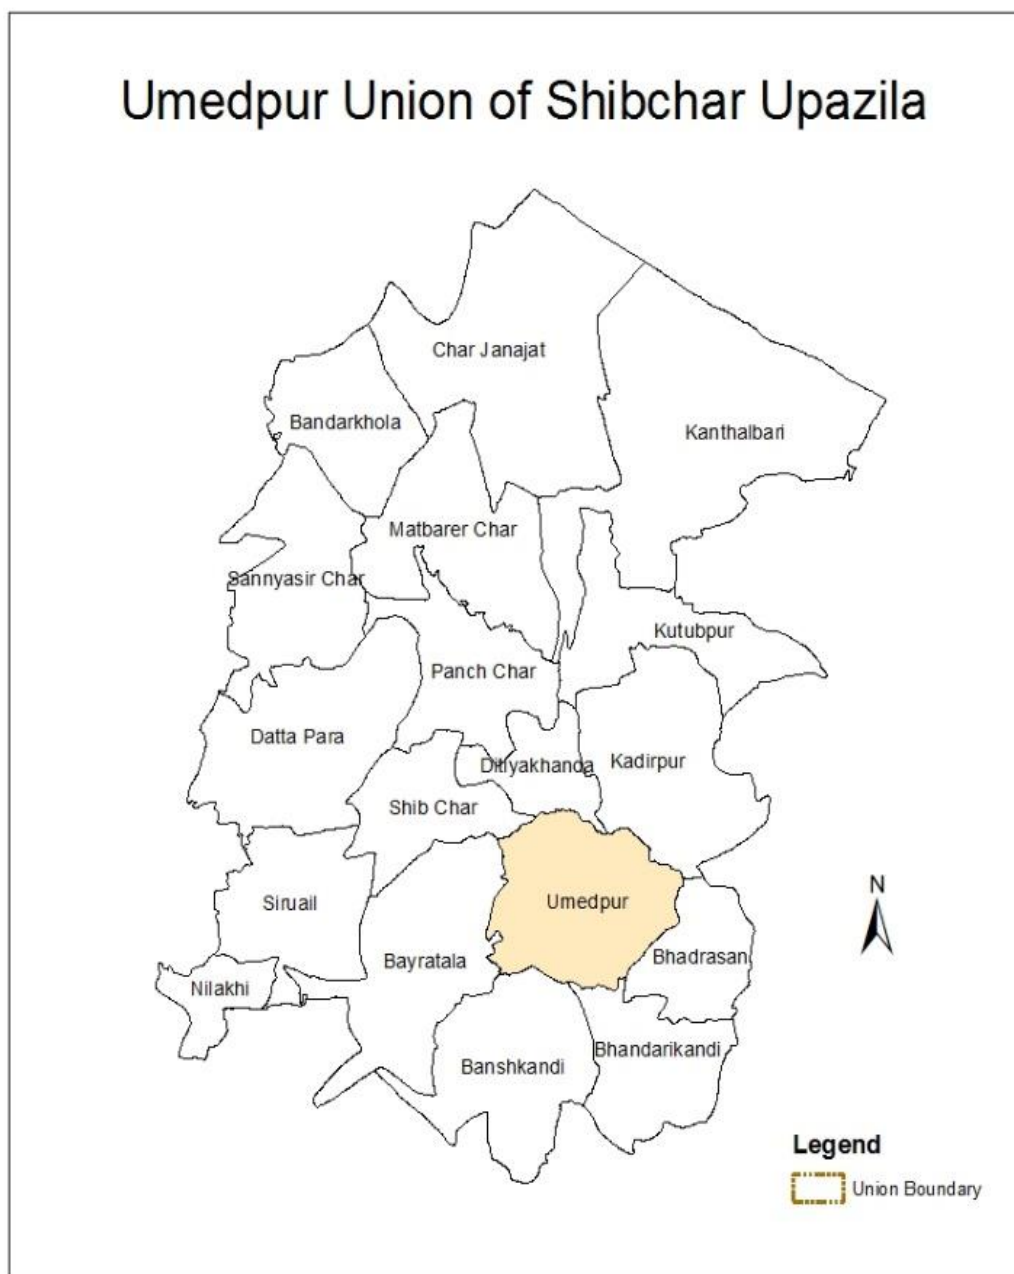 Umedpur Union of Shibchar Upazila
Char Janajat
Bandarkhola
Kanthalbari
Matbarer Char
Sannyasir Char
Kutubpur
Panch Char
Datta Para
Ditiyakhanda
Kadirpur
Shib Char
Siruail
Umedpur
N
Bayratala
Bhadrasan
Nilakhi
Banshkandi
Bhandarikandi
Legend
Union Boundary